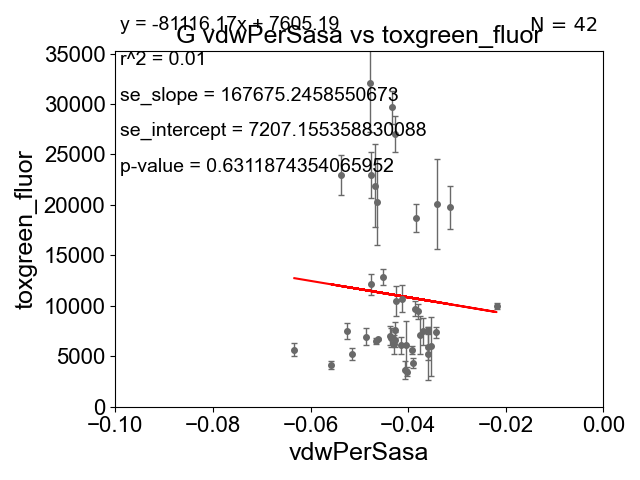 y = -81116.17x + 7605.19
N = 42
G vdwPerSasa vs toxgreen_fluor
r^2 = 0.01
se_slope = 167675.2458550673
se_intercept = 7207.155358830088
p-value = 0.6311874354065952
toxgreen_fluor
35000
30000
25000
20000
15000
10000
5000
0
−0.10
−0.08
−0.06
−0.04
−0.02
0.00
vdwPerSasa